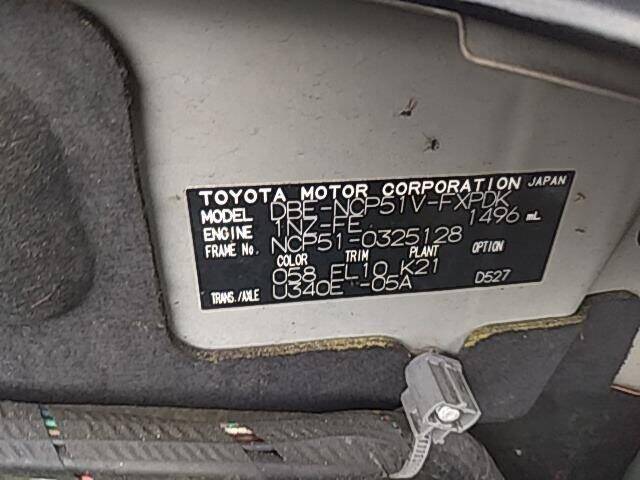 TOYOTA MOTOR CORPORATION JAPAN
MODEL DBE-NCP51V-FXPDK
ENGINE 1NZ-FE 1496 mL
FRAME No. NCP51-0325128
COLOR TRIM PLANT OPTION
058 FL10 K21
TRANS./AXLE U340E -05A D527